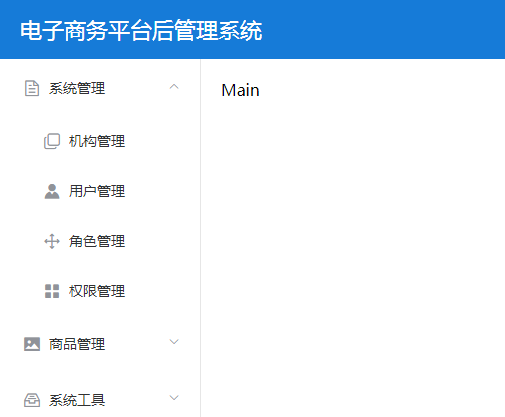 电子商务平台后管理系统
系统管理
Main
机构管理
用户管理
角色管理
权限管理
商品管理
系统工具